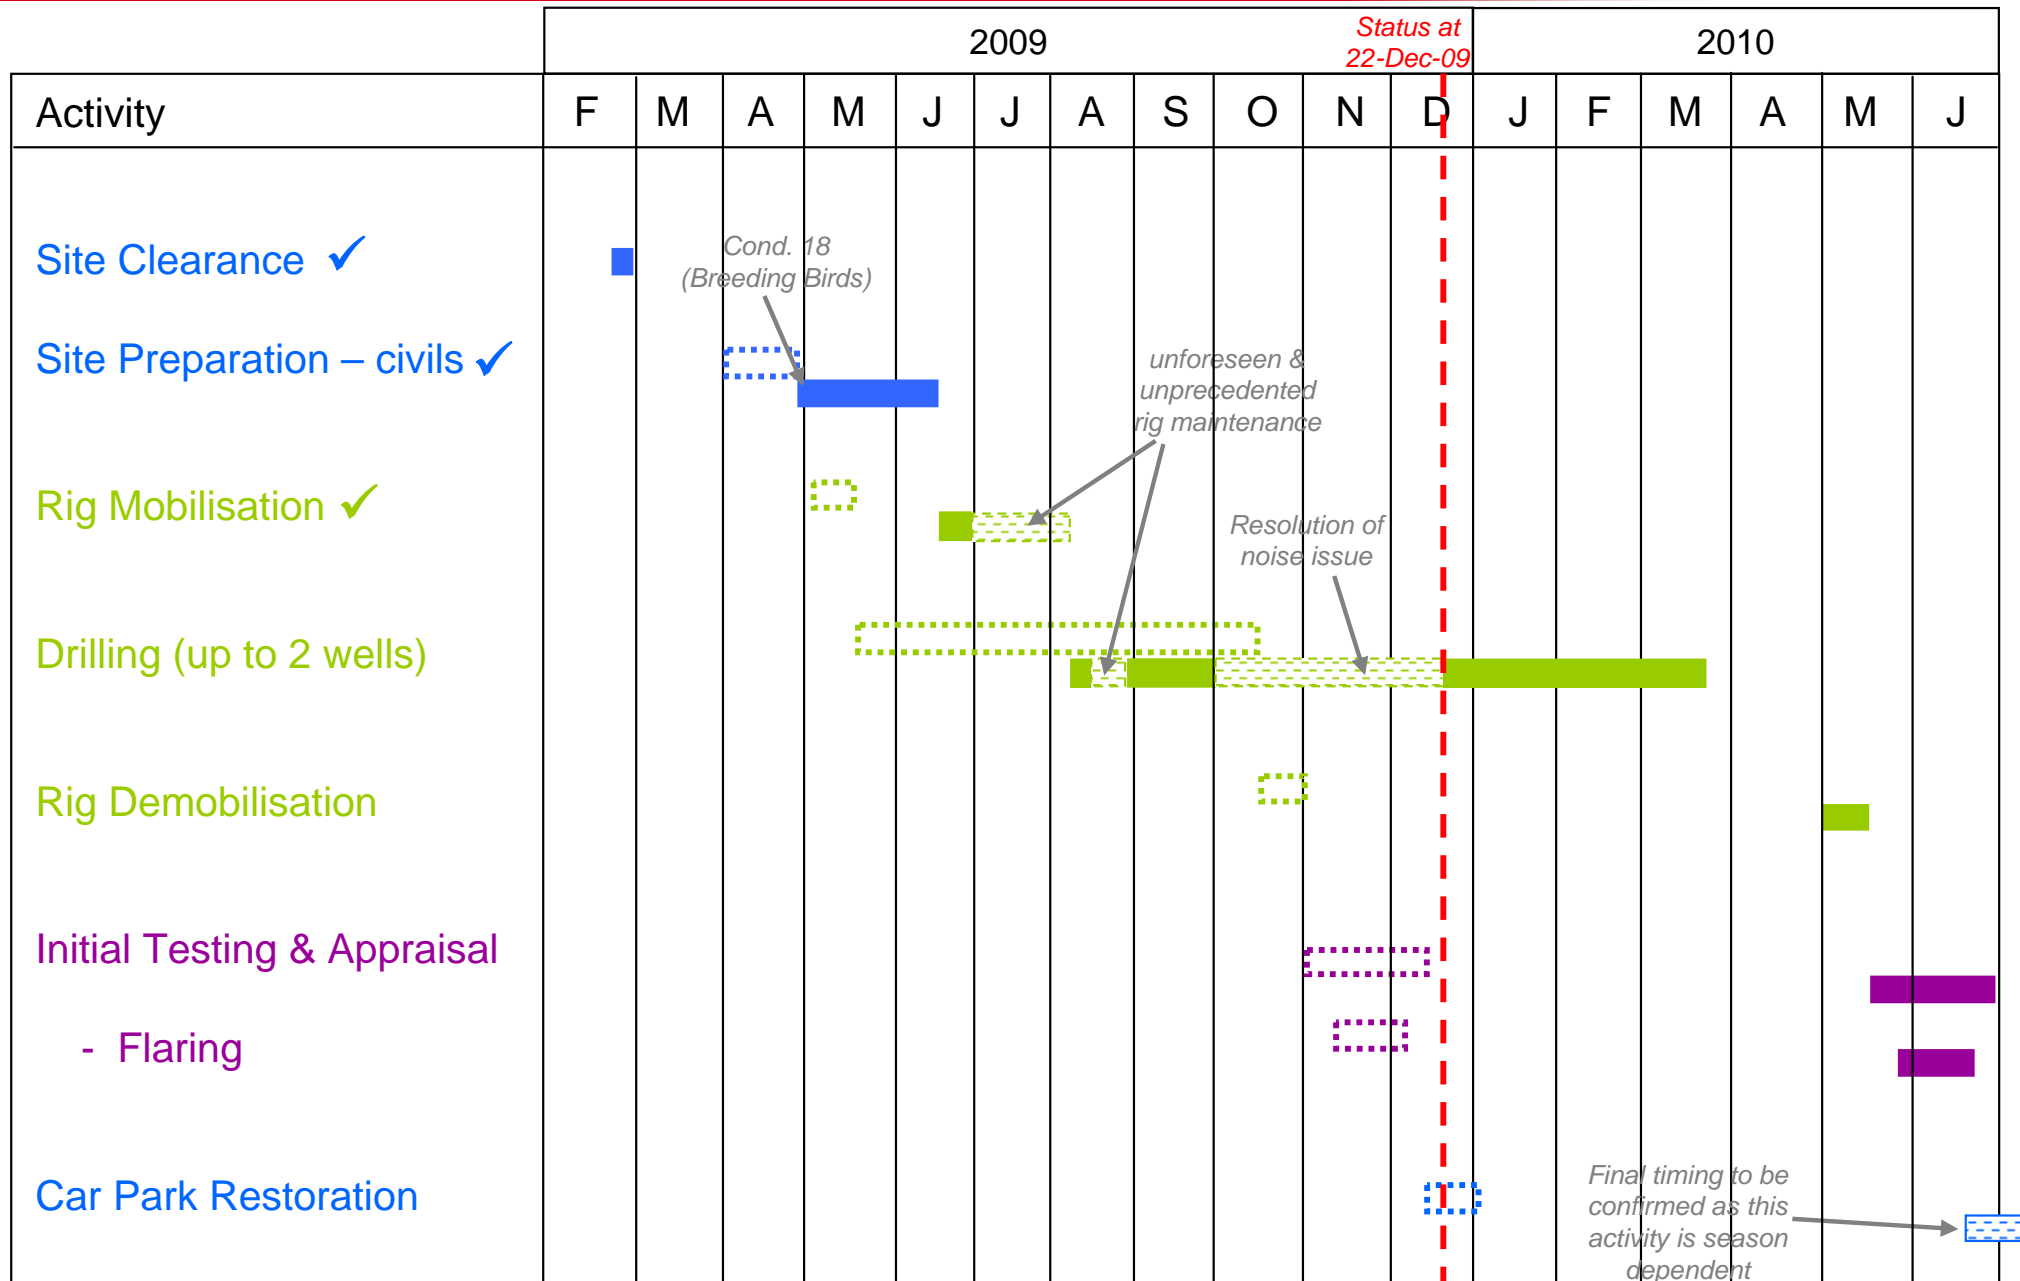 2009
Status at
22-Dec-09
2010
Activity
F M A M J J A S O N D J F M A M J
Site Clearance ✓
Cond. 18
(Breeding Birds)
Site Preparation – civils ✓
unforeseen &
unprecedented
rig maintenance
Rig Mobilisation ✓
Resolution of
noise issue
Drilling (up to 2 wells)
Rig Demobilisation
Initial Testing & Appraisal
- Flaring
Car Park Restoration
Final timing to be
confirmed as this
activity is season
dependent